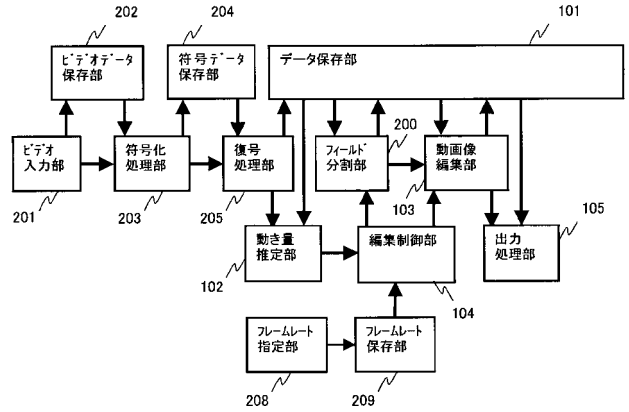 202
204
101
ビデオデータ
保存部
符号データ
保存部
データ保存部
200
ビデオ
入力部
符号化
処理部
復号
処理部
フィールド
分割部
動画像
編集部
201
203
205
103
105
動き量
推定部
編集制御部
出力
処理部
102
104
フレームレート
指定部
フレームレート
保存部
208
209